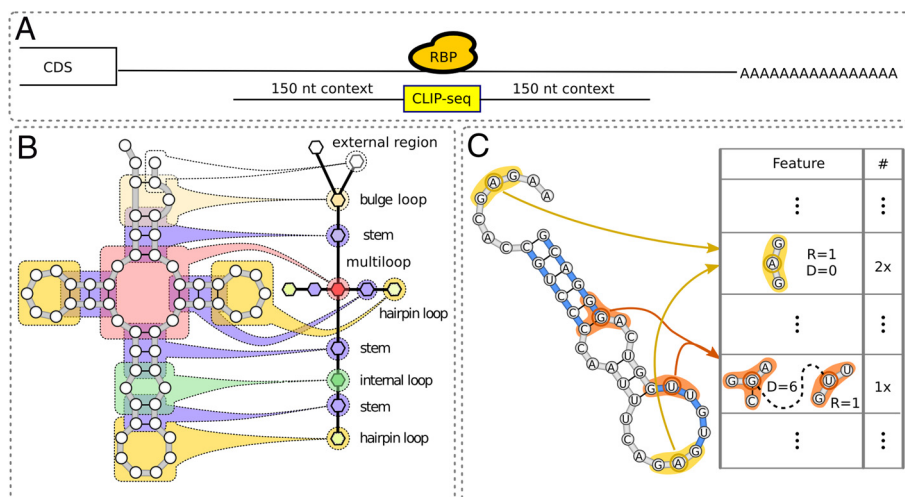 A
CDS
RBP
AAAAAAAAAAAAAAAA
150 nt context
CLIP-seq
150 nt context
B
external region
bulge loop
stem
multiloop
hairpin loop
stem
internal loop
stem
hairpin loop
C
A
G
A
A
G
C
A
Feature
#
⋮
⋮
G
A
G
R=1
D=0
2x
⋮
⋮
A
G
G
C
D=6
U
U
G
R=1
1x
⋮
⋮